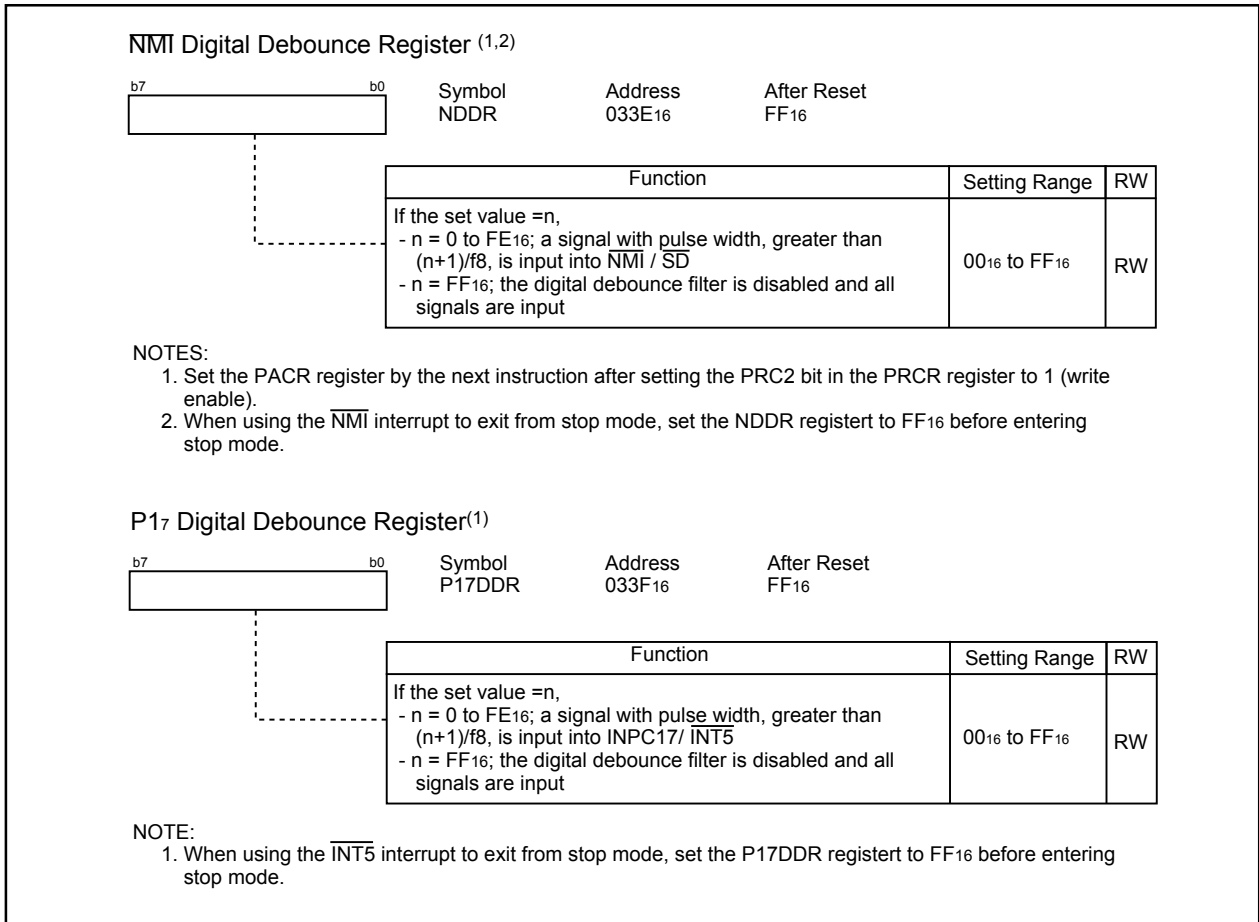 N̅M̅I̅ Digital Debounce Register (1,2)
b7 b0 Symbol Address After Reset
NDDR 033E16 FF16
Function Setting Range RW
If the set value =n,
- n = 0 to FE16; a signal with pulse width, greater than
(n+1)/f8, is input into N̅M̅I̅ / S̅D̅
- n = FF16; the digital debounce filter is disabled and all
signals are input
0016 to FF16 RW
NOTES:
1. Set the PACR register by the next instruction after setting the PRC2 bit in the PRCR register to 1 (write
enable).
2. When using the N̅M̅I̅ interrupt to exit from stop mode, set the NDDR registert to FF16 before entering
stop mode.
P17 Digital Debounce Register(1)
b7 b0 Symbol Address After Reset
P17DDR 033F16 FF16
Function Setting Range RW
If the set value =n,
- n = 0 to FE16; a signal with pulse width, greater than
(n+1)/f8, is input into INPC17/ I̅N̅T̅5̅
- n = FF16; the digital debounce filter is disabled and all
signals are input
0016 to FF16 RW
NOTE:
1. When using the I̅N̅T̅5̅ interrupt to exit from stop mode, set the P17DDR registert to FF16 before entering
stop mode.